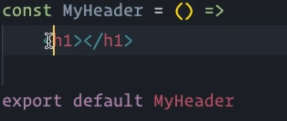 const MyHeader = () =>
<h1></h1>
export default MyHeader